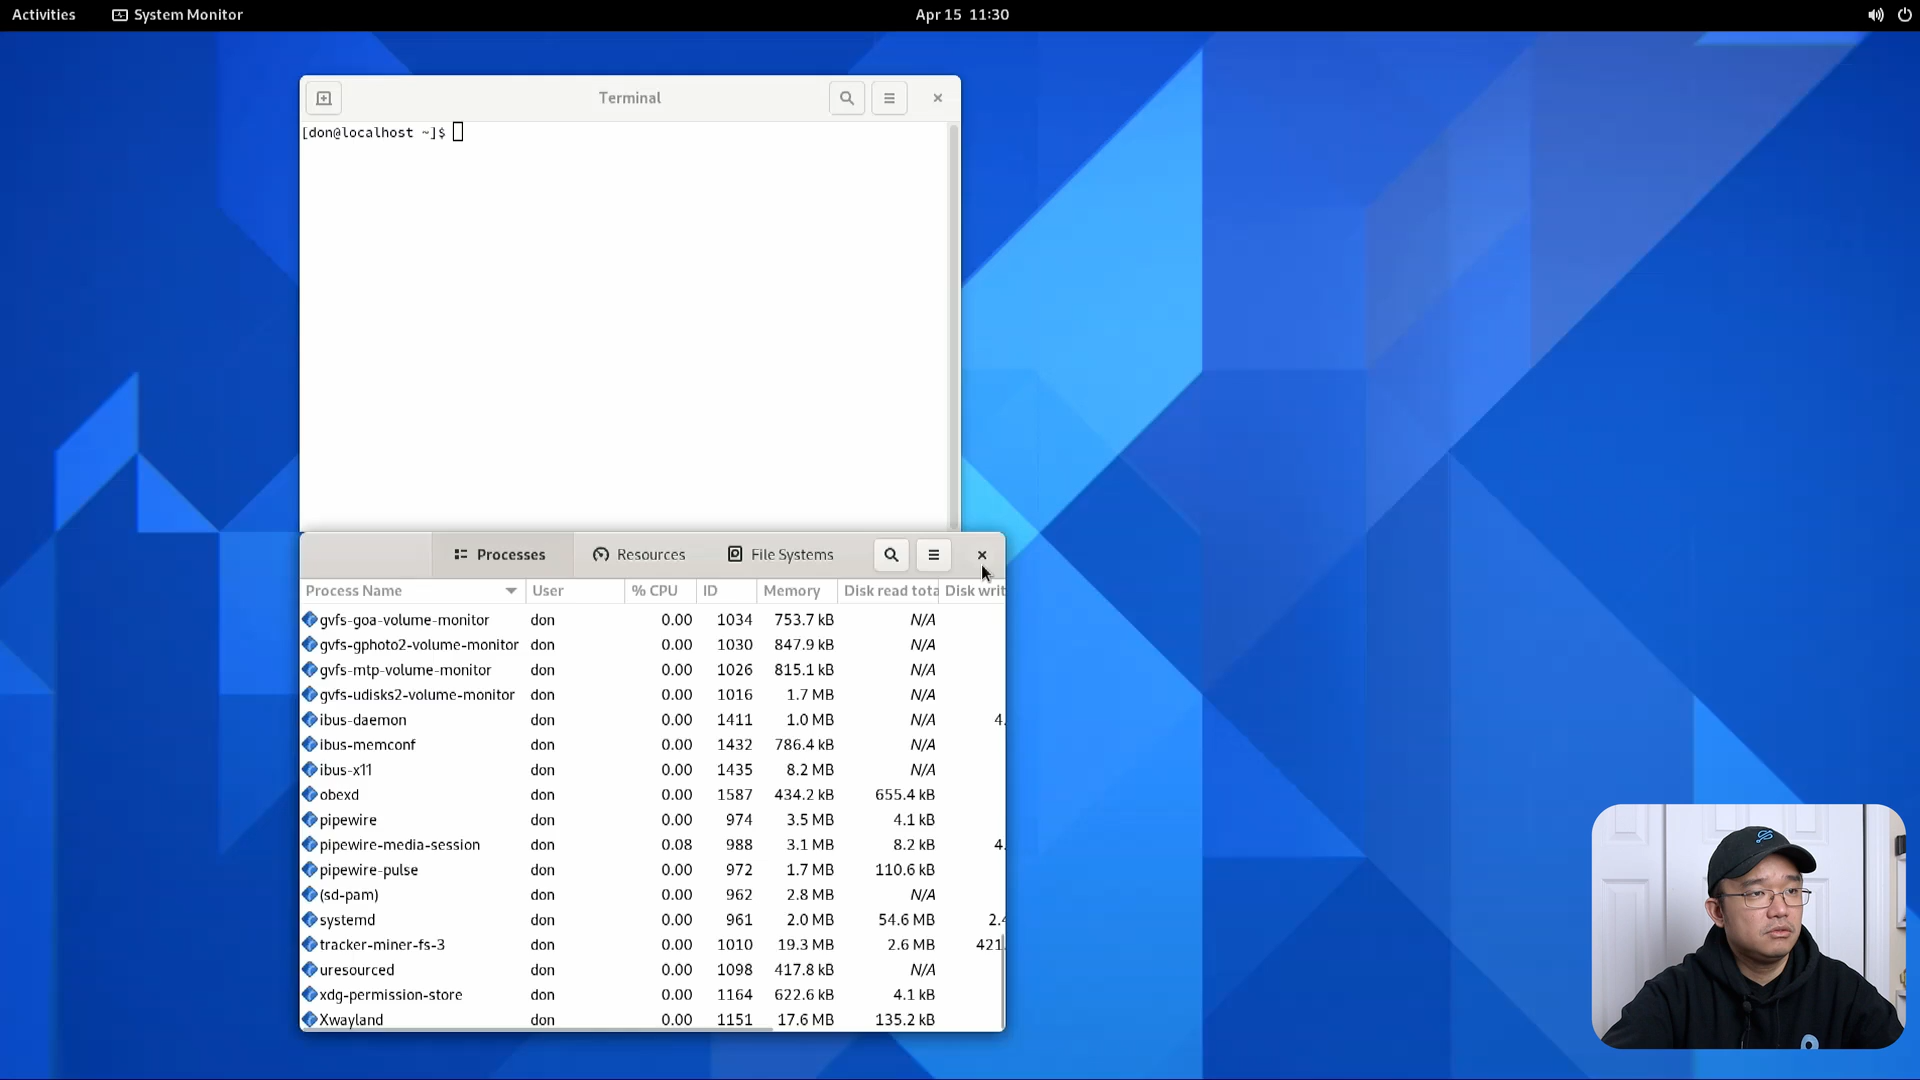 Activities System Monitor Apr 15 11:30
Terminal
[don@localhost ~]$
Processes Resources File Systems
Process Name User % CPU ID Memory Disk read tota Disk writ
gvfs-goa-volume-monitor don 0.00 1034 753.7 kB N/A
gvfs-gphoto2-volume-monitor don 0.00 1030 847.9 kB N/A
gvfs-mtp-volume-monitor don 0.00 1026 815.1 kB N/A
gvfs-udisks2-volume-monitor don 0.00 1016 1.7 MB N/A
ibus-daemon don 0.00 1411 1.0 MB N/A 4.
ibus-memconf don 0.00 1432 786.4 kB N/A
ibus-x11 don 0.00 1435 8.2 MB N/A
obexd don 0.00 1587 434.2 kB 655.4 kB
pipewire don 0.00 974 3.5 MB 4.1 kB
pipewire-media-session don 0.08 988 3.1 MB 8.2 kB 4.
pipewire-pulse don 0.00 972 1.7 MB 110.6 kB
(sd-pam) don 0.00 962 2.8 MB N/A
systemd don 0.00 961 2.0 MB 54.6 MB 2.4
tracker-miner-fs-3 don 0.00 1010 19.3 MB 2.6 MB 421.
uresourced don 0.00 1098 417.8 kB N/A
xdg-permission-store don 0.00 1164 622.6 kB 4.1 kB
Xwayland don 0.00 1151 17.6 MB 135.2 kB